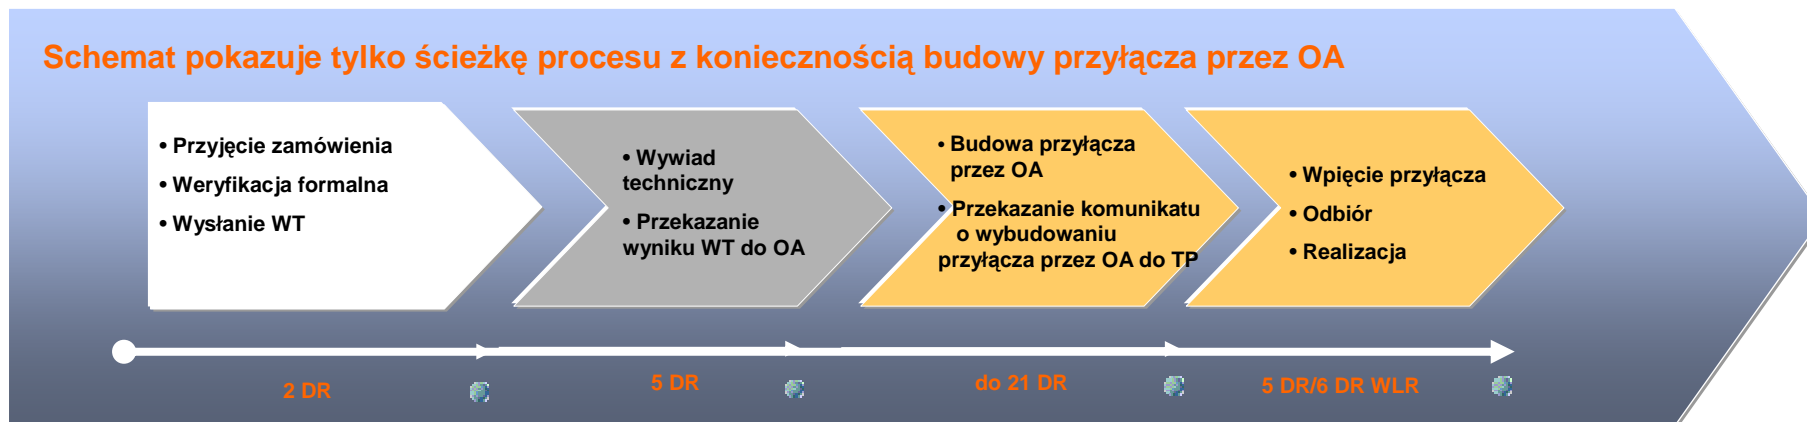 Schemat pokazuje tylko ścieżkę procesu z koniecznością budowy przyłącza przez OA
• Przyjęcie zamówienia
• Weryfikacja formalna
• Wysłanie WT
• Wywiad
techniczny
• Przekazanie
wyniku WT do OA
• Budowa przyłącza
przez OA
• Przekazanie komunikatu
o wybudowaniu
przyłącza przez OA do TP
• Wpięcie przyłącza
• Odbiór
• Realizacja
2 DR
5 DR
do 21 DR
5 DR/6 DR WLR